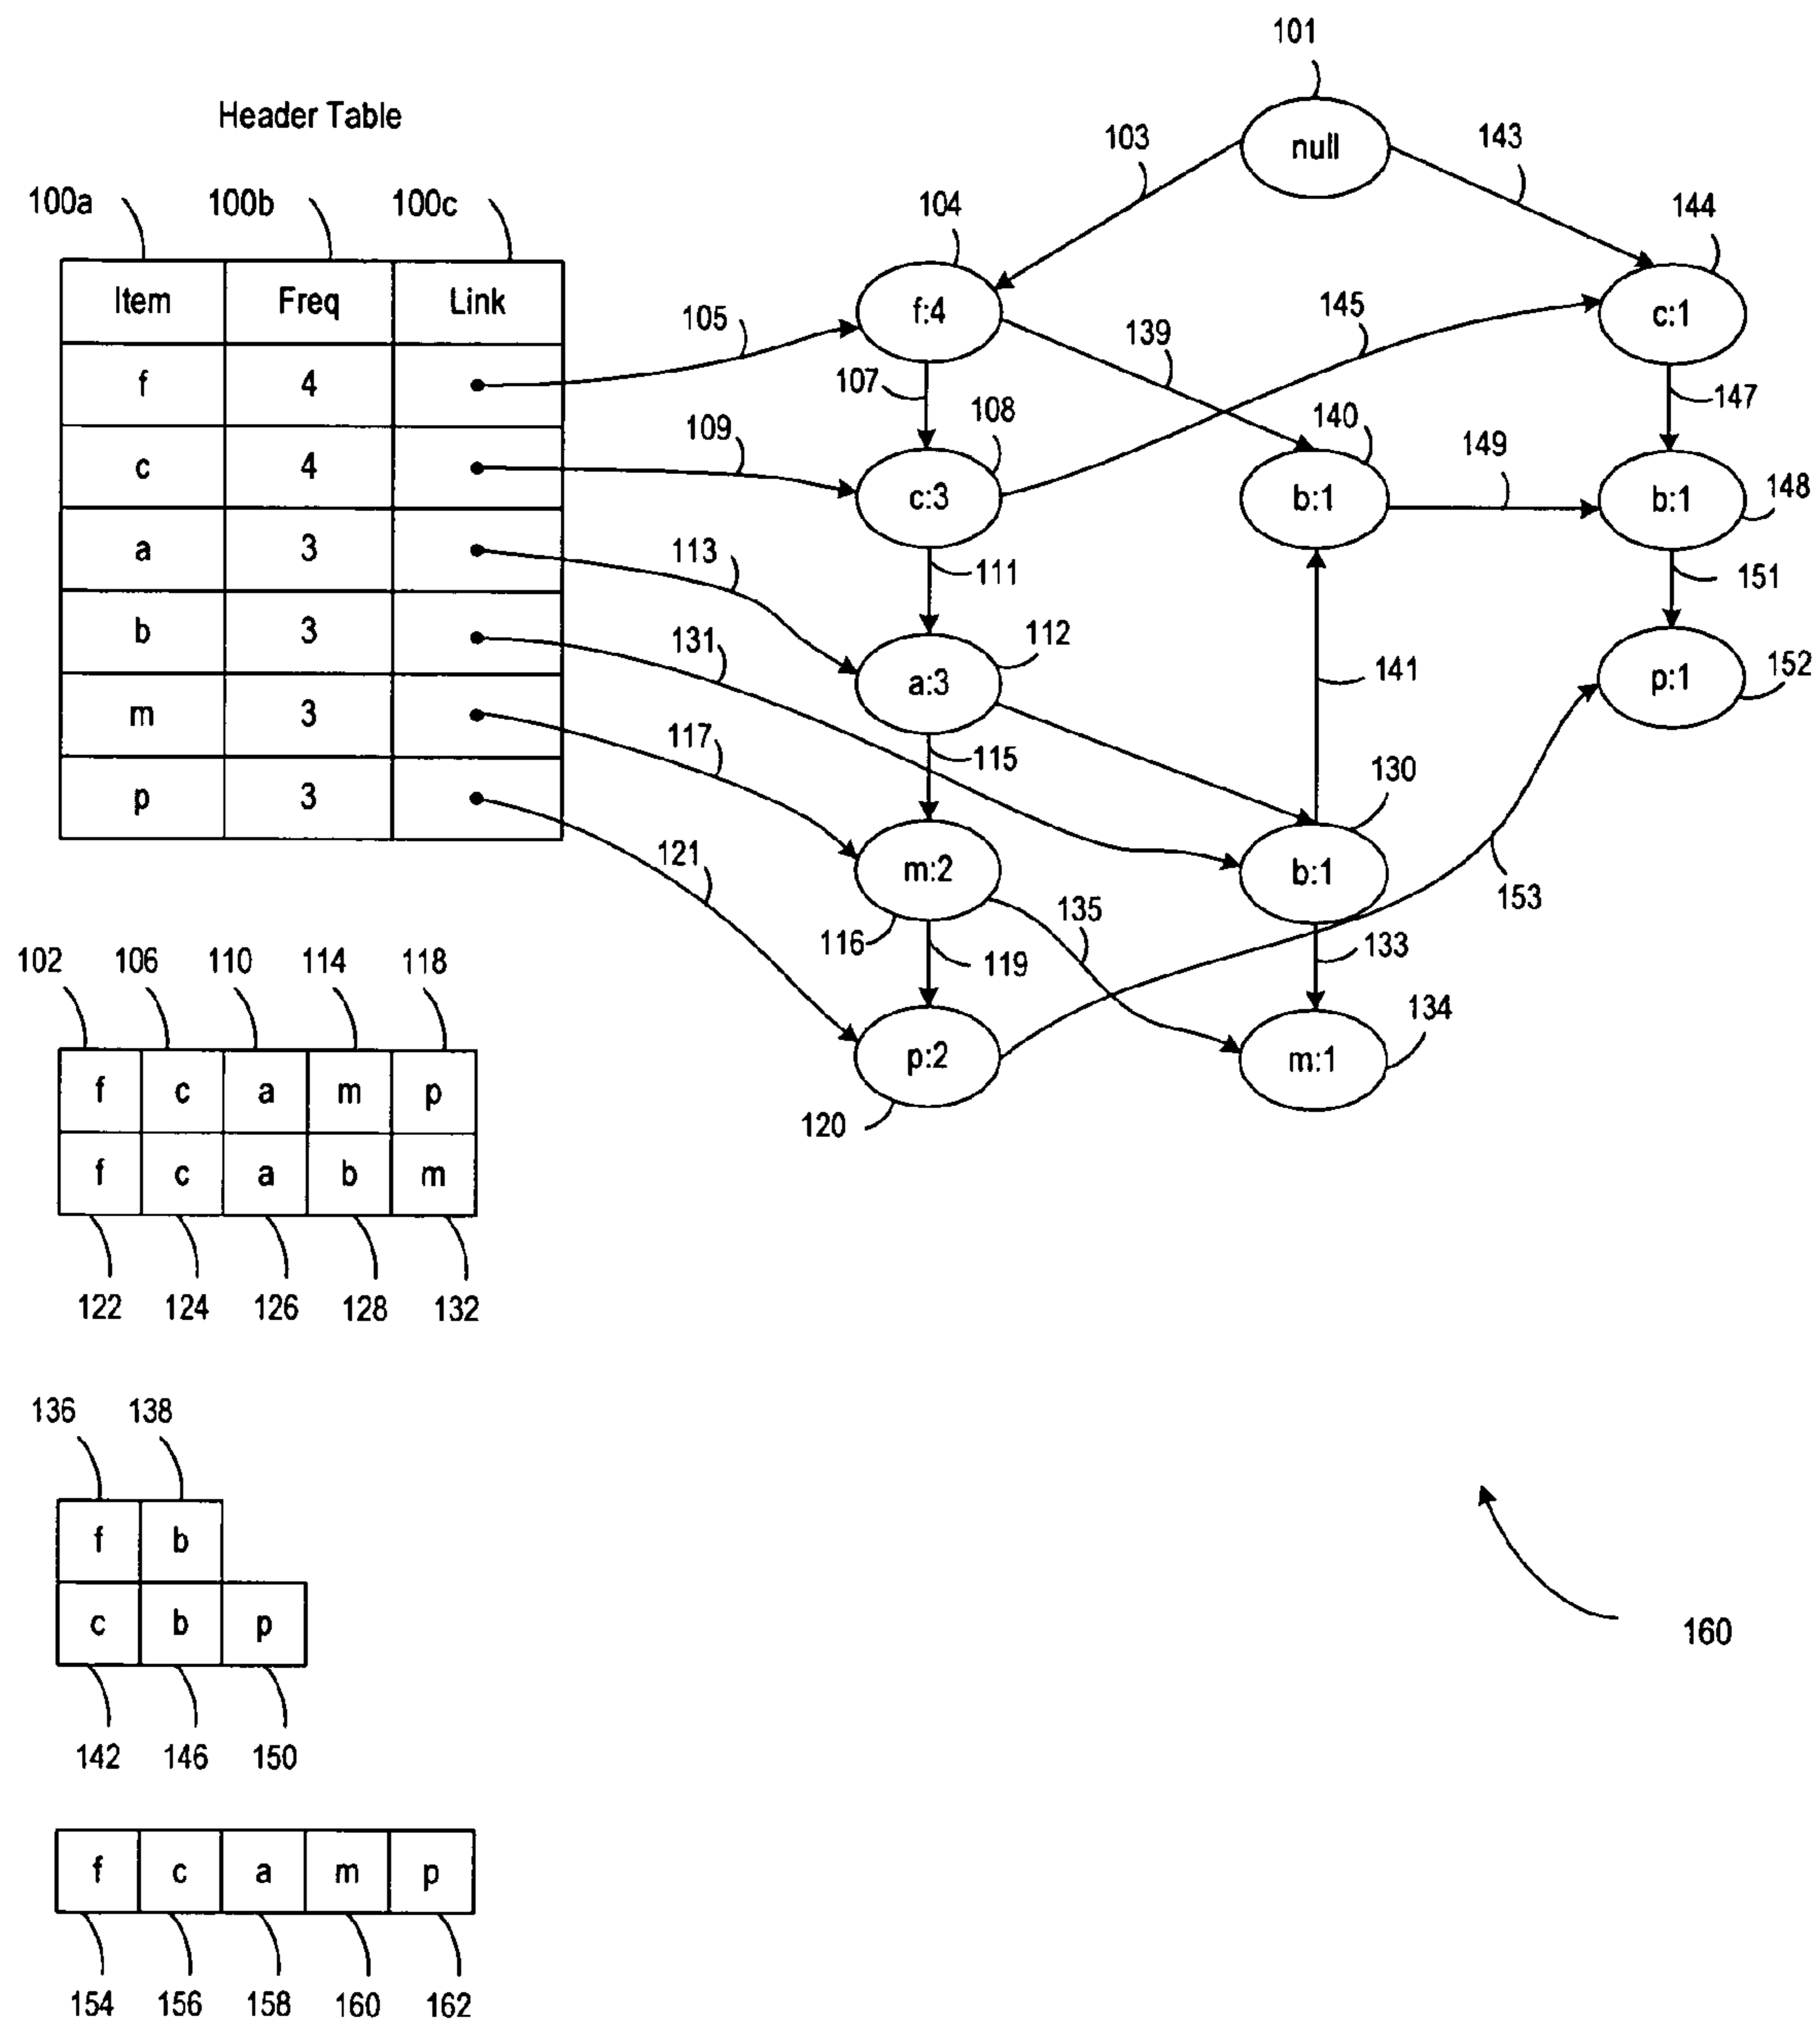 101
Header Table
null
103
143
100a 100b 100c
104
144
Item Freq Link
f:4
c:1
105
139
145
f 4
107
147
109
108
140
149
c 4
c:3
b:1
b:1
148
113
111
151
a 3
131
112
b 3
a:3
141
p:1
152
117
115
130
m 3
p 3
121
m:2
b:1
153
116
135
119
133
102 106 110 114 118
134
p:2
m:1
f c a m p
120
f c a b m
122 124 126 128 132
136 138
f b
c b p
160
142 146 150
f c a m p
154 156 158 160 162